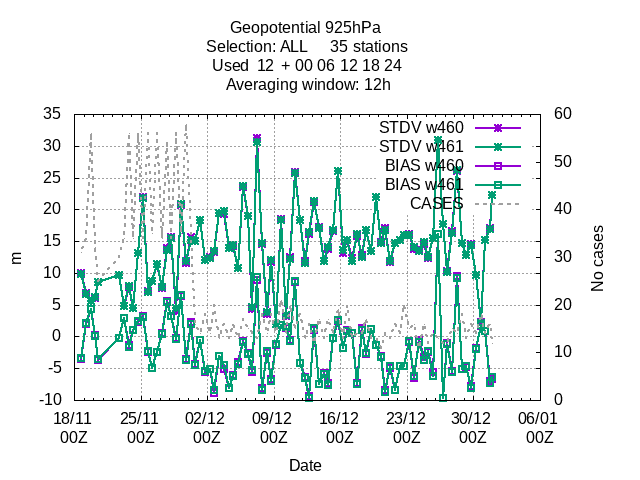 Geopotential 925hPa
Selection: ALL     35 stations
Used  12  + 00 06 12 18 24
Averaging window: 12h
35
30
25
20
15
10
5
0
-5
-10
m
60
50
40
30
20
10
0
No cases
STDV w460
STDV w461
BIAS w460
BIAS w461
CASES
18/11 25/11 02/12 09/12 16/12 23/12 30/12 06/01
00Z 00Z 00Z 00Z 00Z 00Z 00Z 00Z
Date